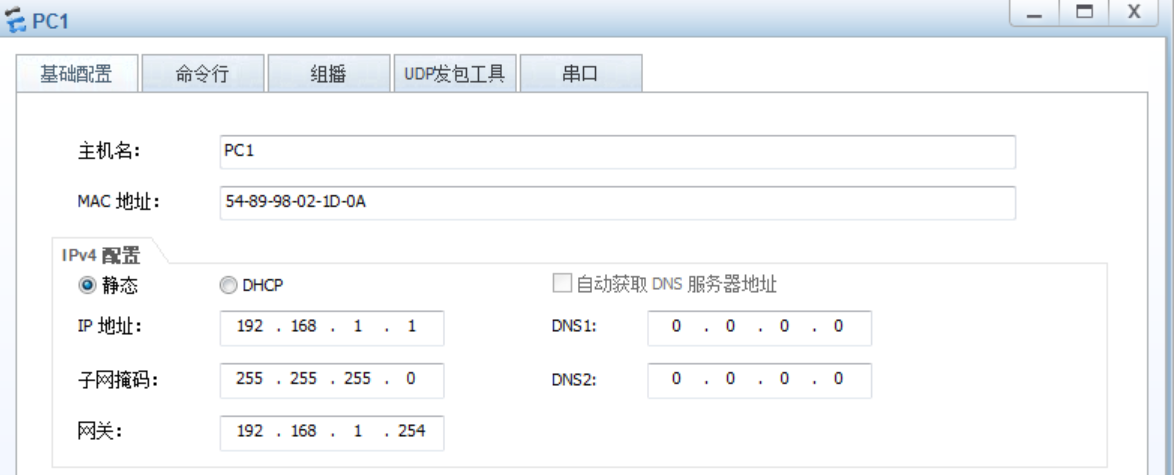 PC1
基础配置 命令行 组播 UDP发包工具 串口
主机名: PC1
MAC 地址: 54-89-98-02-1D-0A
IPv4 配置
静态 DHCP 自动获取 DNS 服务器地址
IP 地址: 192 . 168 . 1 . 1 DNS1: 0 . 0 . 0 . 0
子网掩码: 255 . 255 . 255 . 0 DNS2: 0 . 0 . 0 . 0
网关: 192 . 168 . 1 . 254